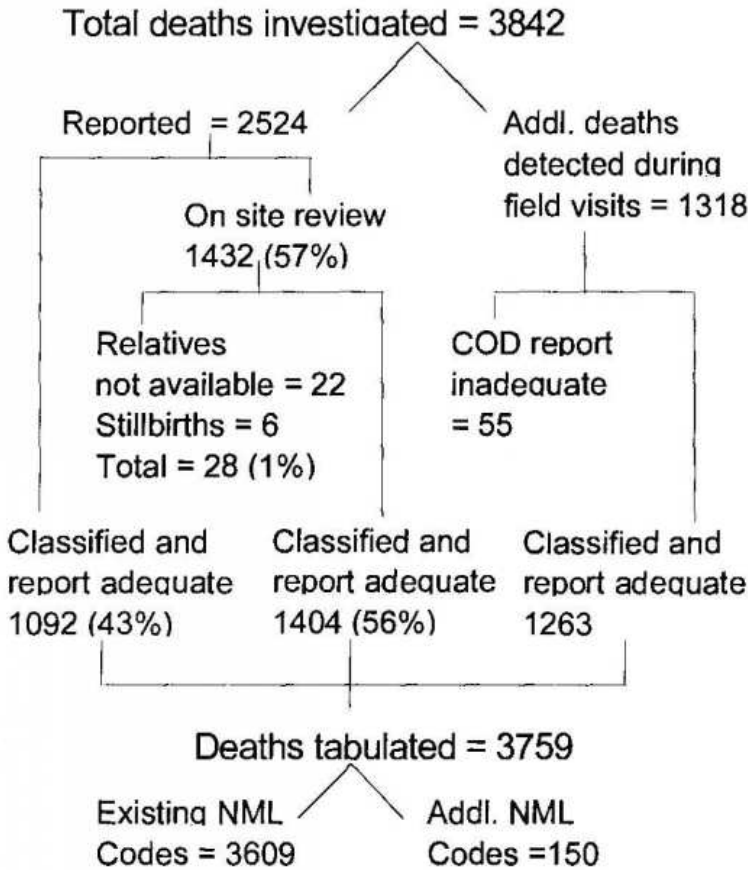 Total deaths investigated = 3842
Reported = 2524
Addl. deaths
detected during
field visits = 1318
On site review
1432 (57%)
Relatives
not available = 22
Stillbirths = 6
Total = 28 (1%)
COD report
inadequate
= 55
Classified and
report adequate
1092 (43%)
Classified and
report adequate
1404 (56%)
Classified and
report adequate
1263
Deaths tabulated = 3759
Existing NML
Codes = 3609
Addl. NML
Codes =150